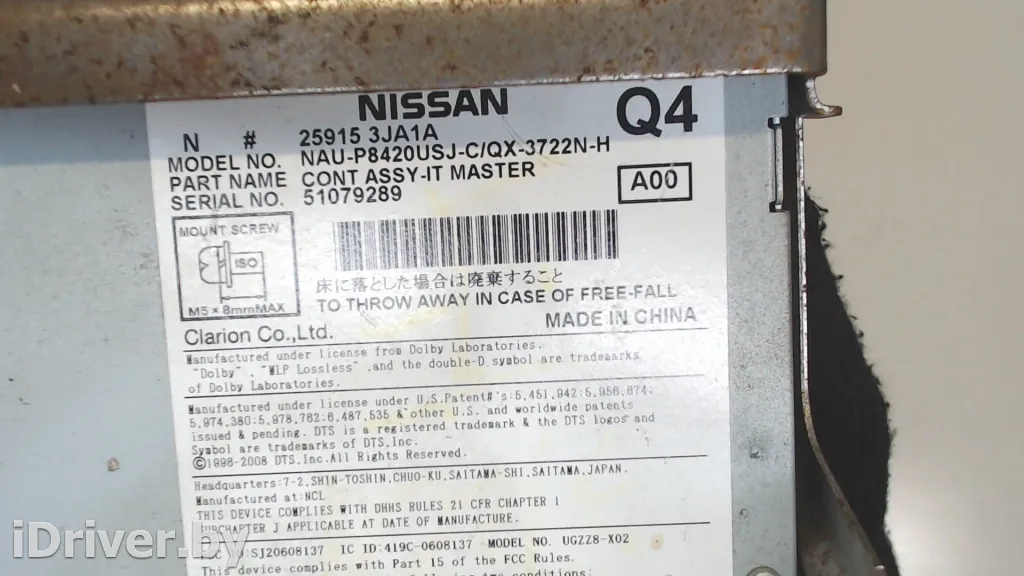 NISSAN
Q4
N # 25915 3JA1A
MODEL NO. NAU-P8420USJ-C/QX-3722N-H
PART NAME CONT ASSY-IT MASTER
SERIAL NO. 51079289
A00
MOUNT SCREW
ISO
M5 × 8mmMAX
床に落とした場合は廃棄すること
TO THROW AWAY IN CASE OF FREE-FALL
Clarion Co.,Ltd.
MADE IN CHINA
Manufactured under license from Dolby Laboratories.
"Dolby", "MLP Lossless",and the double-D symbol are trademarks
of Dolby Laboratories.
Manufactured under license under U.S.Patent#'s:5,451,942;5,956,674;
5,974,380;5,978,762;6,487,535 & other U.S. and worldwide patents
issued & pending. DTS is a registered trademark & the DTS logos and
Symbol are trademarks of DTS,Inc.
©1996-2008 DTS,Inc.All Rights Reserved.
Headquarters:7-2,SHIN-TOSHIN,CHUO-KU,SAITAMA-SHI,SAITAMA,JAPAN.
Manufactured at:NCL
THIS DEVICE COMPLIES WITH DHHS RULES 21 CFR CHAPTER 1
SUBCHAPTER J APPLICABLE AT DATE OF MANUFACTURE.
:SJ20608137 IC ID:419C-0608137 MODEL NO. UGZZ8-X02
This device complies with Part 15 of the FCC Rules.
following two conditions:
iDriver.by